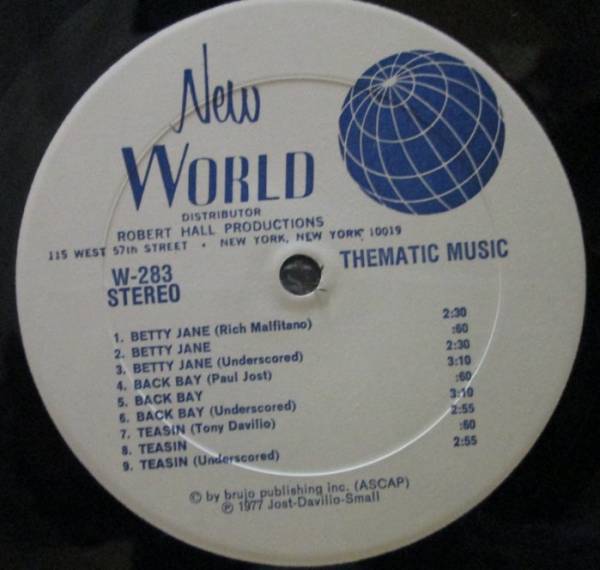 New
WORLD
DISTRIBUTOR
ROBERT HALL PRODUCTIONS
115 WEST 57th STREET • NEW YORK, NEW YORK 10019
W-283 THEMATIC MUSIC
STEREO
1. BETTY JANE (Rich Malfitano) 2:30
2. BETTY JANE :60
3. BETTY JANE (Underscored) 2:30
4. BACK BAY (Paul Jost) 3:10
5. BACK BAY :60
6. BACK BAY (Underscored) 3:10
7. TEASIN (Tony Davilio) 2:55
8. TEASIN :60
9. TEASIN (Underscored) 2:55
© by brujo publishing inc. (ASCAP)
℗ 1977 Jost-Davilio-Small